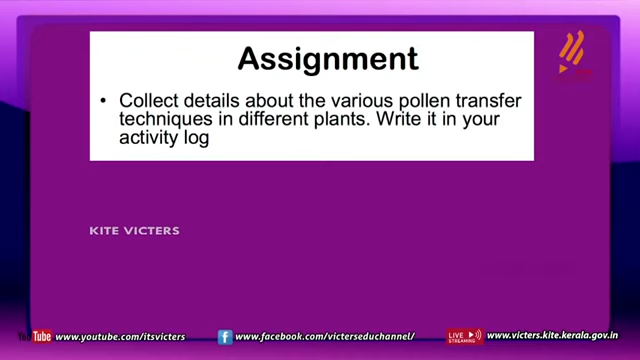 Assignment
• Collect details about the various pollen transfer
techniques in different plants. Write it in your
activity log
KITE VICTERS
YouTube www.youtube.com/itsvicters
f www.facebook.com/victerseduchannel/
LIVE STREAMING
www.victers.kite.kerala.gov.in